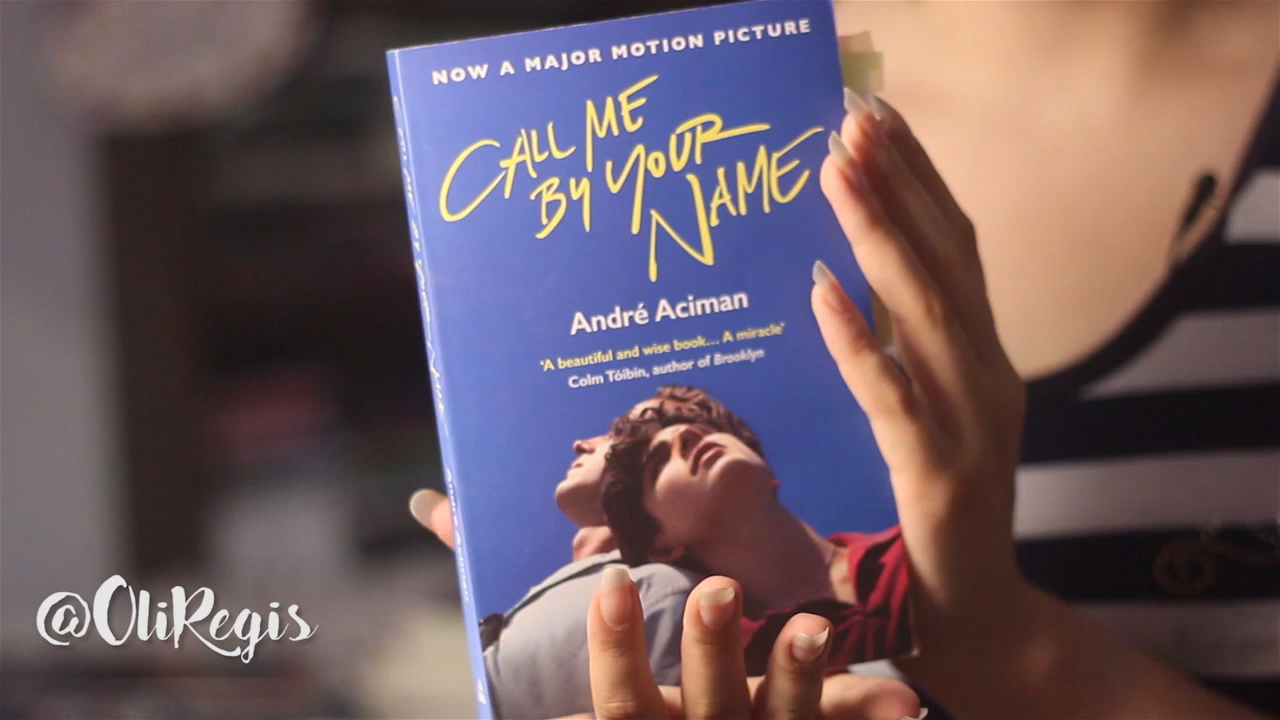 NOW A MAJOR MOTION PICTURE
CALL ME
BY YOUR
NAME
André Aciman
'A beautiful and wise book... A miracle'
Colm Tóibín, author of Brooklyn
@OliRegis